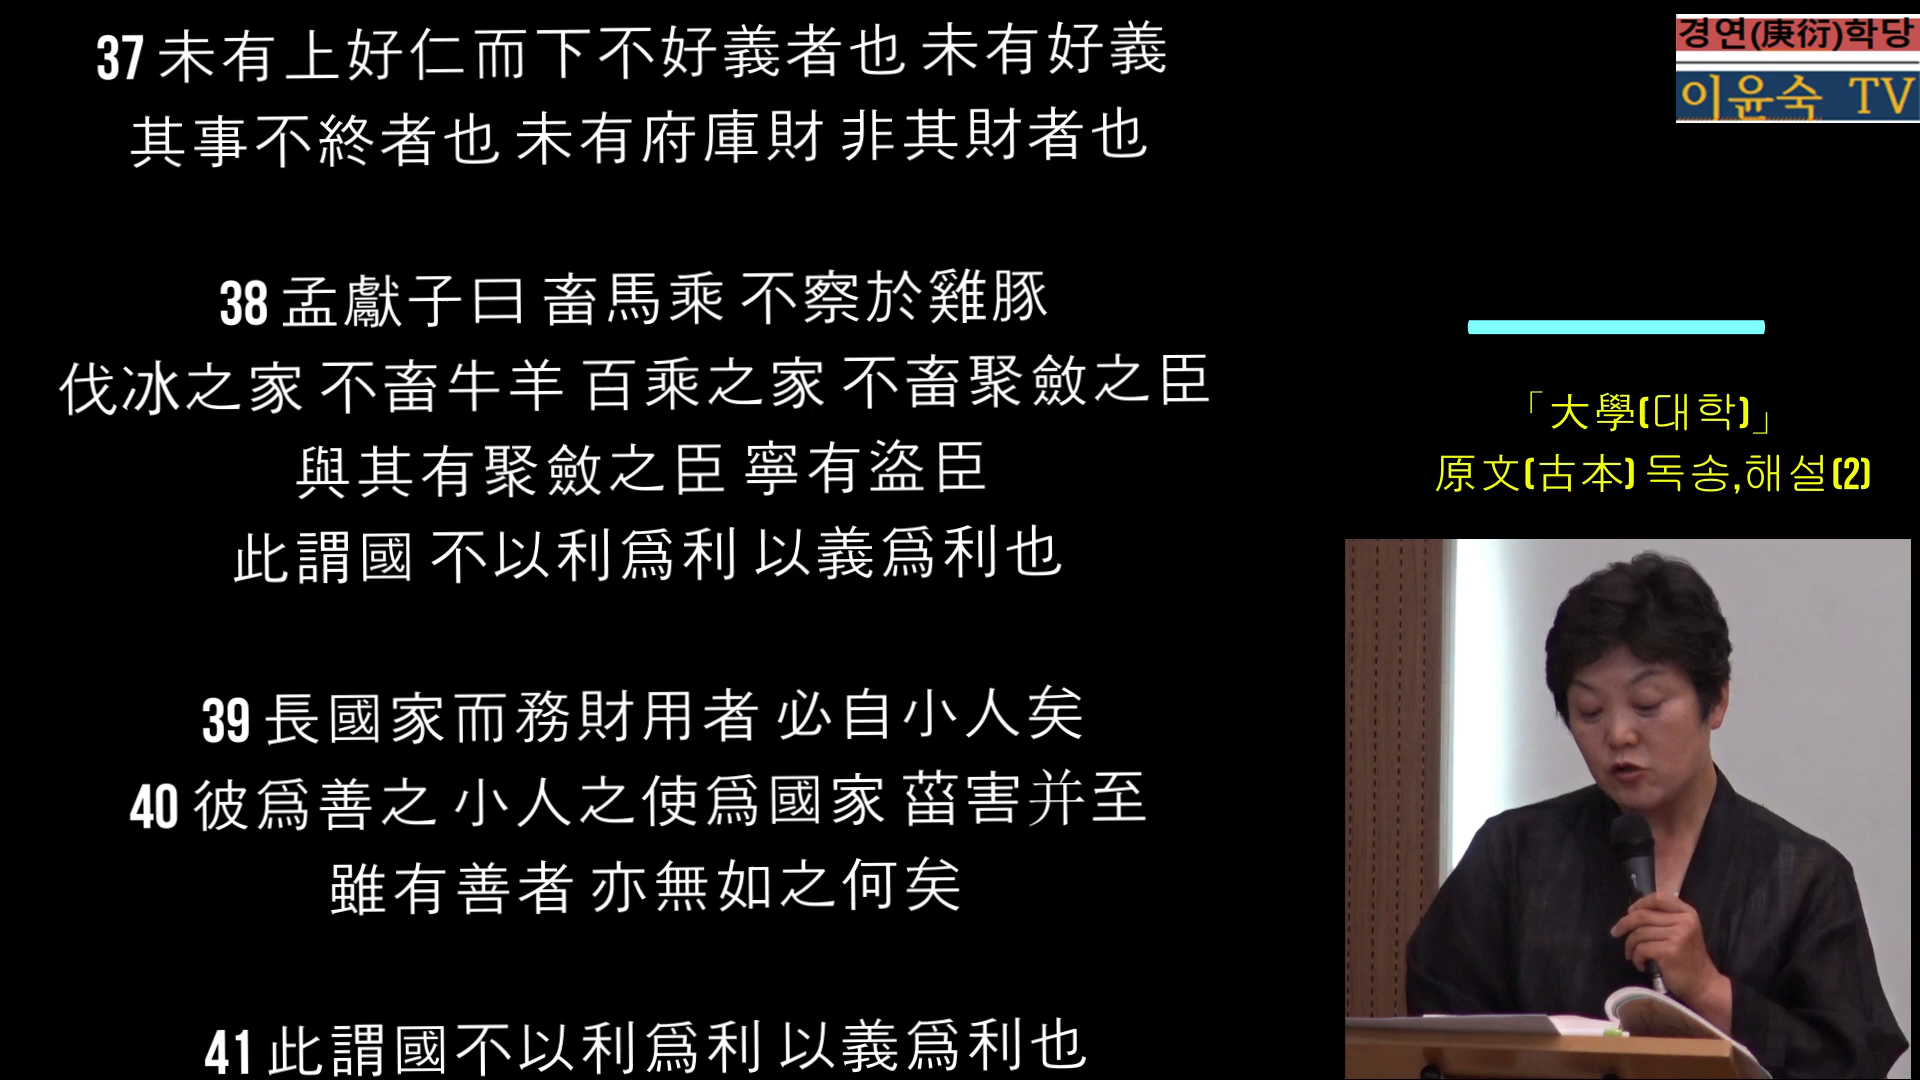 37 未有上好仁而下不好義者也 未有好義
其事不終者也 未有府庫財 非其財者也
38 孟獻子曰 畜馬乘 不察於雞豚
伐冰之家 不畜牛羊 百乘之家 不畜聚斂之臣
與其有聚斂之臣 寧有盜臣
此謂國 不以利爲利 以義爲利也
39 長國家而務財用者 必自小人矣
40 彼爲善之 小人之使爲國家 菑害并至
雖有善者 亦無如之何矣
41 此謂國不以利爲利 以義爲利也
경연(庚衍)학당
이윤숙 TV
「大學(대학)」
原文(古本) 독송,해설(2)